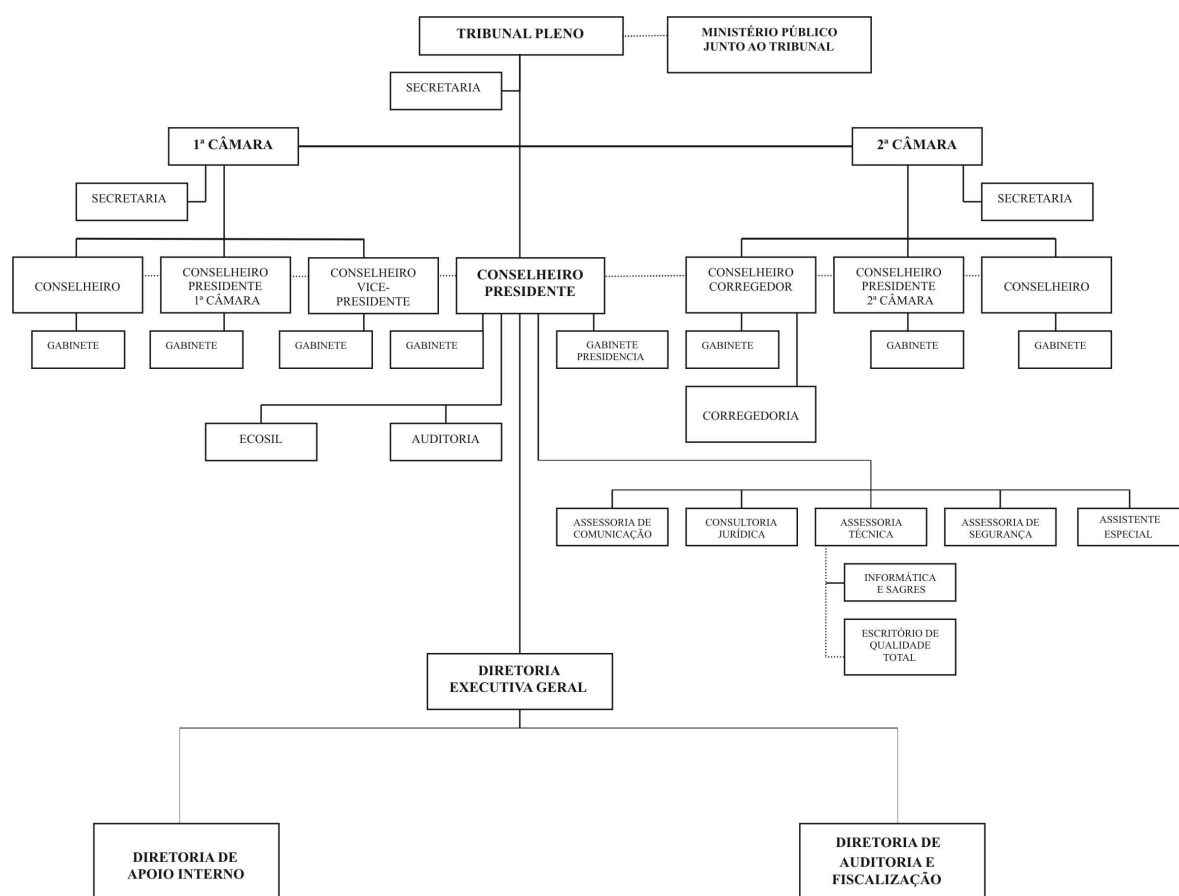 TRIBUNAL PLENO
MINISTÉRIO PÚBLICO
JUNTO AO TRIBUNAL
SECRETARIA
1ª CÂMARA
2ª CÂMARA
SECRETARIA
SECRETARIA
CONSELHEIRO
CONSELHEIRO
PRESIDENTE
1ª CÂMARA
CONSELHEIRO
VICE-
PRESIDENTE
CONSELHEIRO
PRESIDENTE
CONSELHEIRO
CORREGEDOR
CONSELHEIRO
PRESIDENTE
2ª CÂMARA
CONSELHEIRO
GABINETE
GABINETE
GABINETE
GABINETE
GABINETE
PRESIDENCIA
GABINETE
GABINETE
GABINETE
ECOSIL
AUDITORIA
CORREGEDORIA
ASSESSORIA DE
COMUNICAÇÃO
CONSULTORIA
JURÍDICA
ASSESSORIA
TÉCNICA
ASSESSORIA DE
SEGURANÇA
ASSISTENTE
ESPECIAL
INFORMÁTICA
E SAGRES
ESCRITÓRIO DE
QUALIDADE
TOTAL
DIRETORIA
EXECUTIVA GERAL
DIRETORIA DE
APOIO INTERNO
DIRETORIA DE
AUDITORIA E
FISCALIZAÇÃO